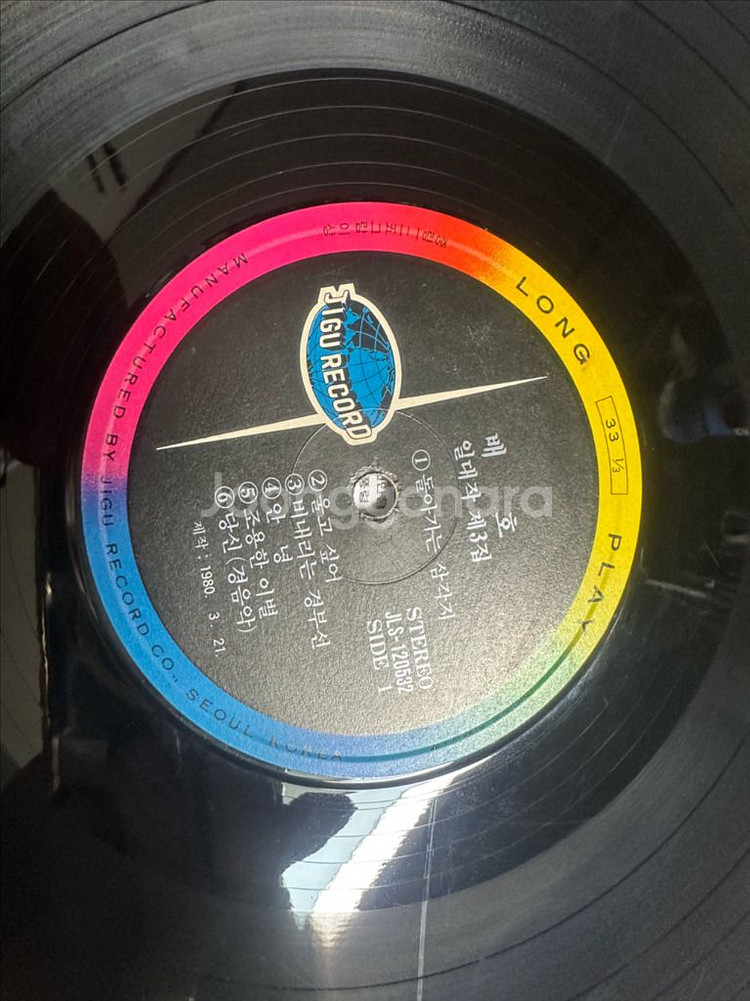 LONG 33 ⅓ PLAY
MANUFACTURED BY JIGU RECORD CO., SEOUL KOREA
JIGU RECORD
배 호
일대작 제3집
① 돌아가는 삼각지
② 울고 싶어
③ 비내리는 경부선
④ 안 녕
⑤ 조용한 이별
⑥ 당신 (경음악)
제작 : 1980. 3. 21.
STEREO
JLS-120537
SIDE 1
Joongonara